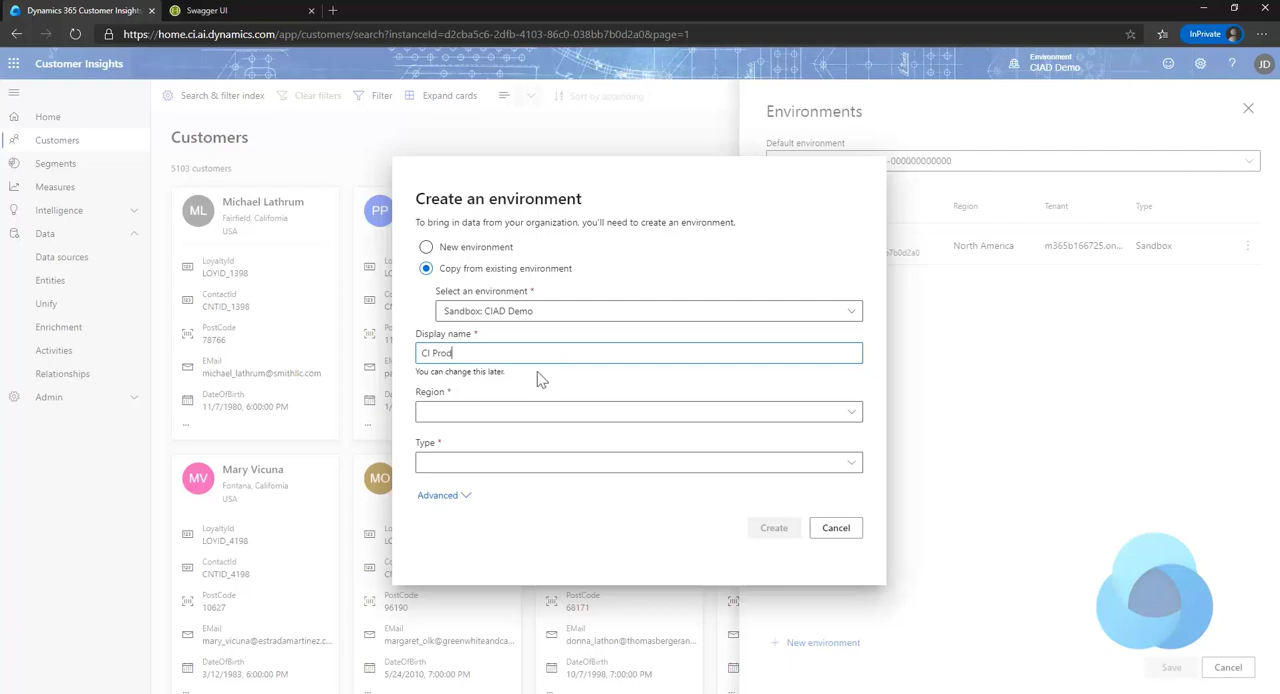 Dynamics 365 Customer Insights
Swagger UI
https://home.ci.ai.dynamics.com/app/customers/search?instanceId=d2cba5c6-2dfb-4103-86c0-038bb7b0d2a0&page=1
InPrivate
Customer Insights
Environment
CIAD Demo
JD
Home
Customers
Segments
Measures
Intelligence
Data
Data sources
Entities
Unify
Enrichment
Activities
Relationships
Admin
Search & filter index
Clear filters
Filter
Expand cards
Sort by ascending
Customers
5103 customers
ML
Michael Lathrum
Fairfield, California
USA
LoyaltyId
LOYID_1398
ContactId
CNTID_1398
PostCode
78766
EMail
michael_lathrum@smithllc.com
DateOfBirth
11/7/1980, 6:00:00 PM
...
PP
...
MV
Mary Vicuna
Fontana, California
USA
LoyaltyId
LOYID_4198
ContactId
CNTID_4198
PostCode
10627
EMail
mary_vicuna@estradamartinez.c...
DateOfBirth
3/12/1983, 6:00:00 PM
MO
PostCode
96190
EMail
margaret_olk@greenwhiteandca...
DateOfBirth
5/24/2010, 7:00:00 PM
PostCode
68171
EMail
donna_lathon@thomasbergeran...
DateOfBirth
10/7/1998, 7:00:00 PM
Create an environment
To bring in data from your organization, you'll need to create an environment.
New environment
Copy from existing environment
Select an environment *
Sandbox: CIAD Demo
Display name *
CI Prod
You can change this later.
Region *
Type *
Advanced
Create
Cancel
Environments
Default environment
-000000000000
Region
Tenant
Type
7b0d2a0
North America
m365b166725.on...
Sandbox
New environment
Save
Cancel